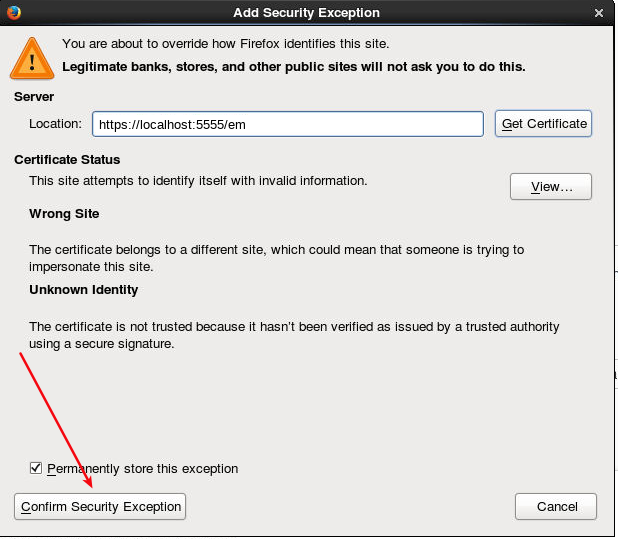 Add Security Exception
You are about to override how Firefox identifies this site.
Legitimate banks, stores, and other public sites will not ask you to do this.
Server
Location: https://localhost:5555/em Get Certificate
Certificate Status
This site attempts to identify itself with invalid information.
View...
Wrong Site
The certificate belongs to a different site, which could mean that someone is trying to
impersonate this site.
Unknown Identity
The certificate is not trusted because it hasn't been verified as issued by a trusted authority
using a secure signature.
Permanently store this exception
Confirm Security Exception Cancel